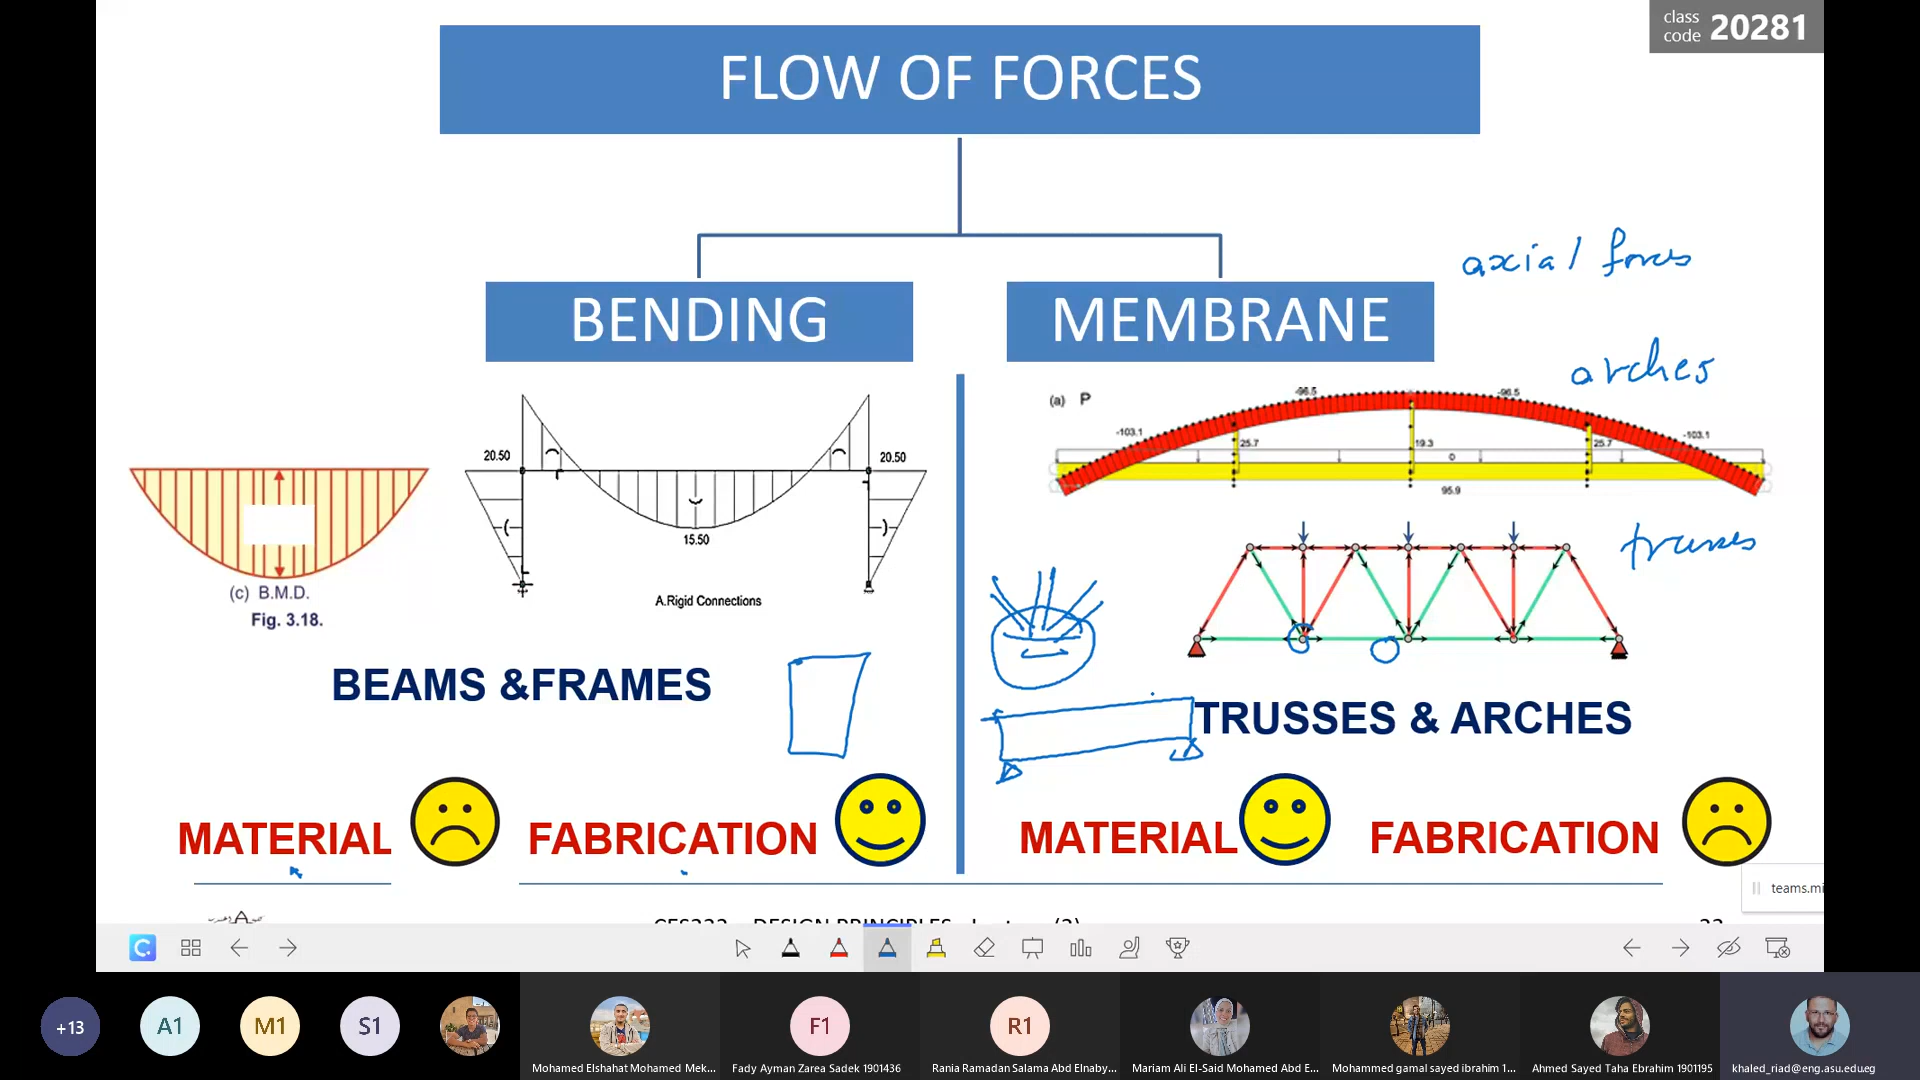 class
code 20281
FLOW OF FORCES
axial forces
BENDING
MEMBRANE
arches
(a) P
-96.5
-96.5
-103.1
-103.1
25.7
19.3
25.7
0
95.9
20.50
20.50
15.50
A.Rigid Connections
(c) B.M.D.
Fig. 3.18.
trusses
BEAMS &FRAMES
TRUSSES & ARCHES
MATERIAL
FABRICATION
MATERIAL
FABRICATION
teams.mi
+13
A1
M1
S1
F1
R1
Mohamed Elshahat Mohamed Mek...
Fady Ayman Zarea Sadek 1901436
Rania Ramadan Salama Abd Elnaby...
Mariam Ali El-Said Mohamed Abd E...
Mohammed gamal sayed ibrahim 1...
Ahmed Sayed Taha Ebrahim 1901195
khaled_riad@eng.asu.edu.eg